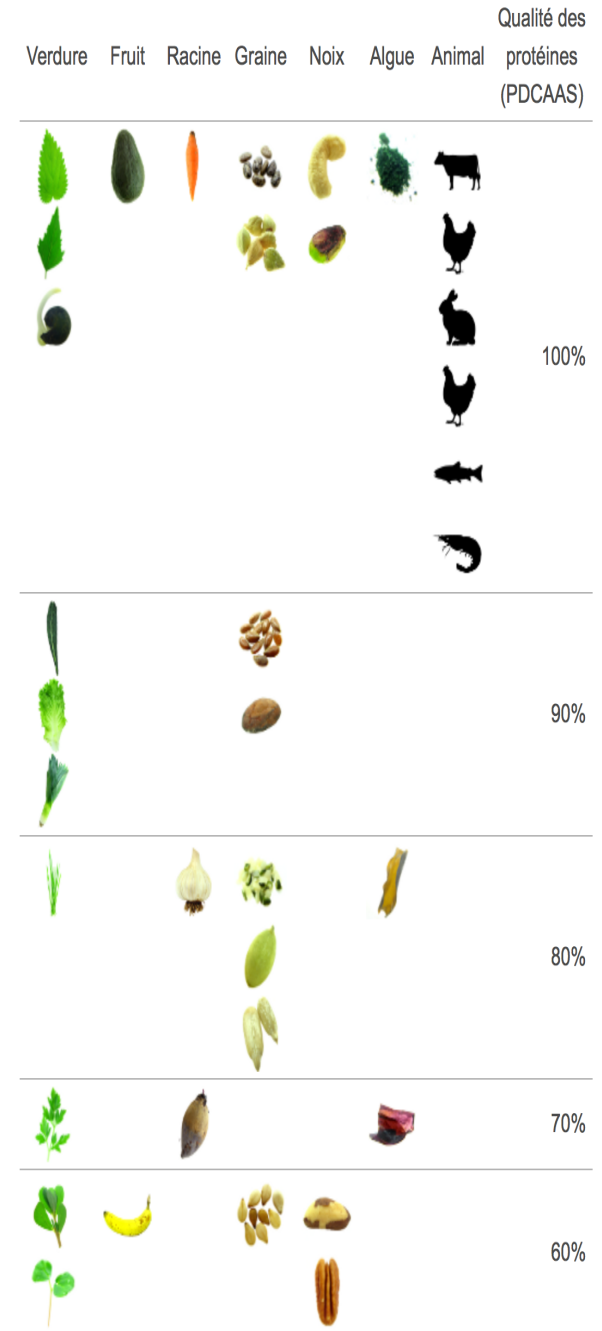 Qualité des
Verdure Fruit Racine Graine Noix Algue Animal protéines
(PDCAAS)
100%
90%
80%
70%
60%